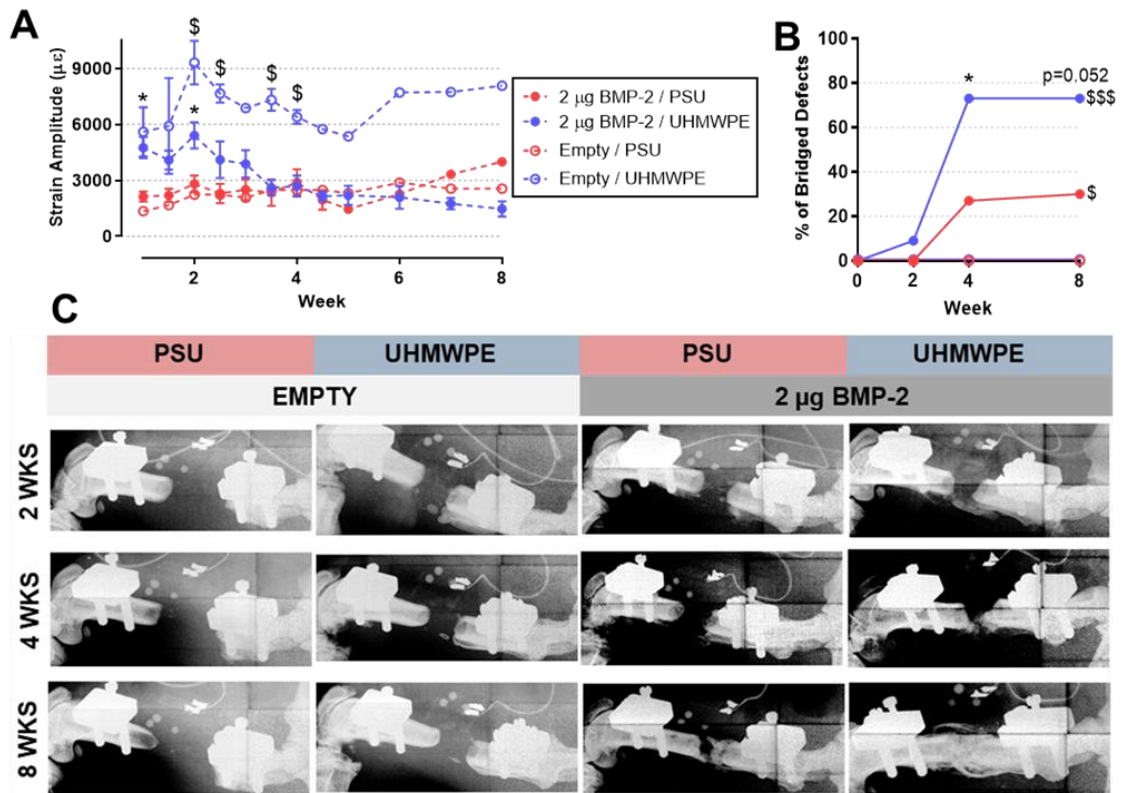 A
Strain Amplitude (με)
9000
6000
3000
0
2
4
6
8
Week
*
$
*
$
$
$
2 μg BMP-2 / PSU
2 μg BMP-2 / UHMWPE
Empty / PSU
Empty / UHMWPE
B
% of Bridged Defects
100
80
60
40
20
0
0
2
4
8
Week
*
p=0.052
$$$
$
C
PSU
UHMWPE
PSU
UHMWPE
EMPTY
2 μg BMP-2
2 WKS
4 WKS
8 WKS